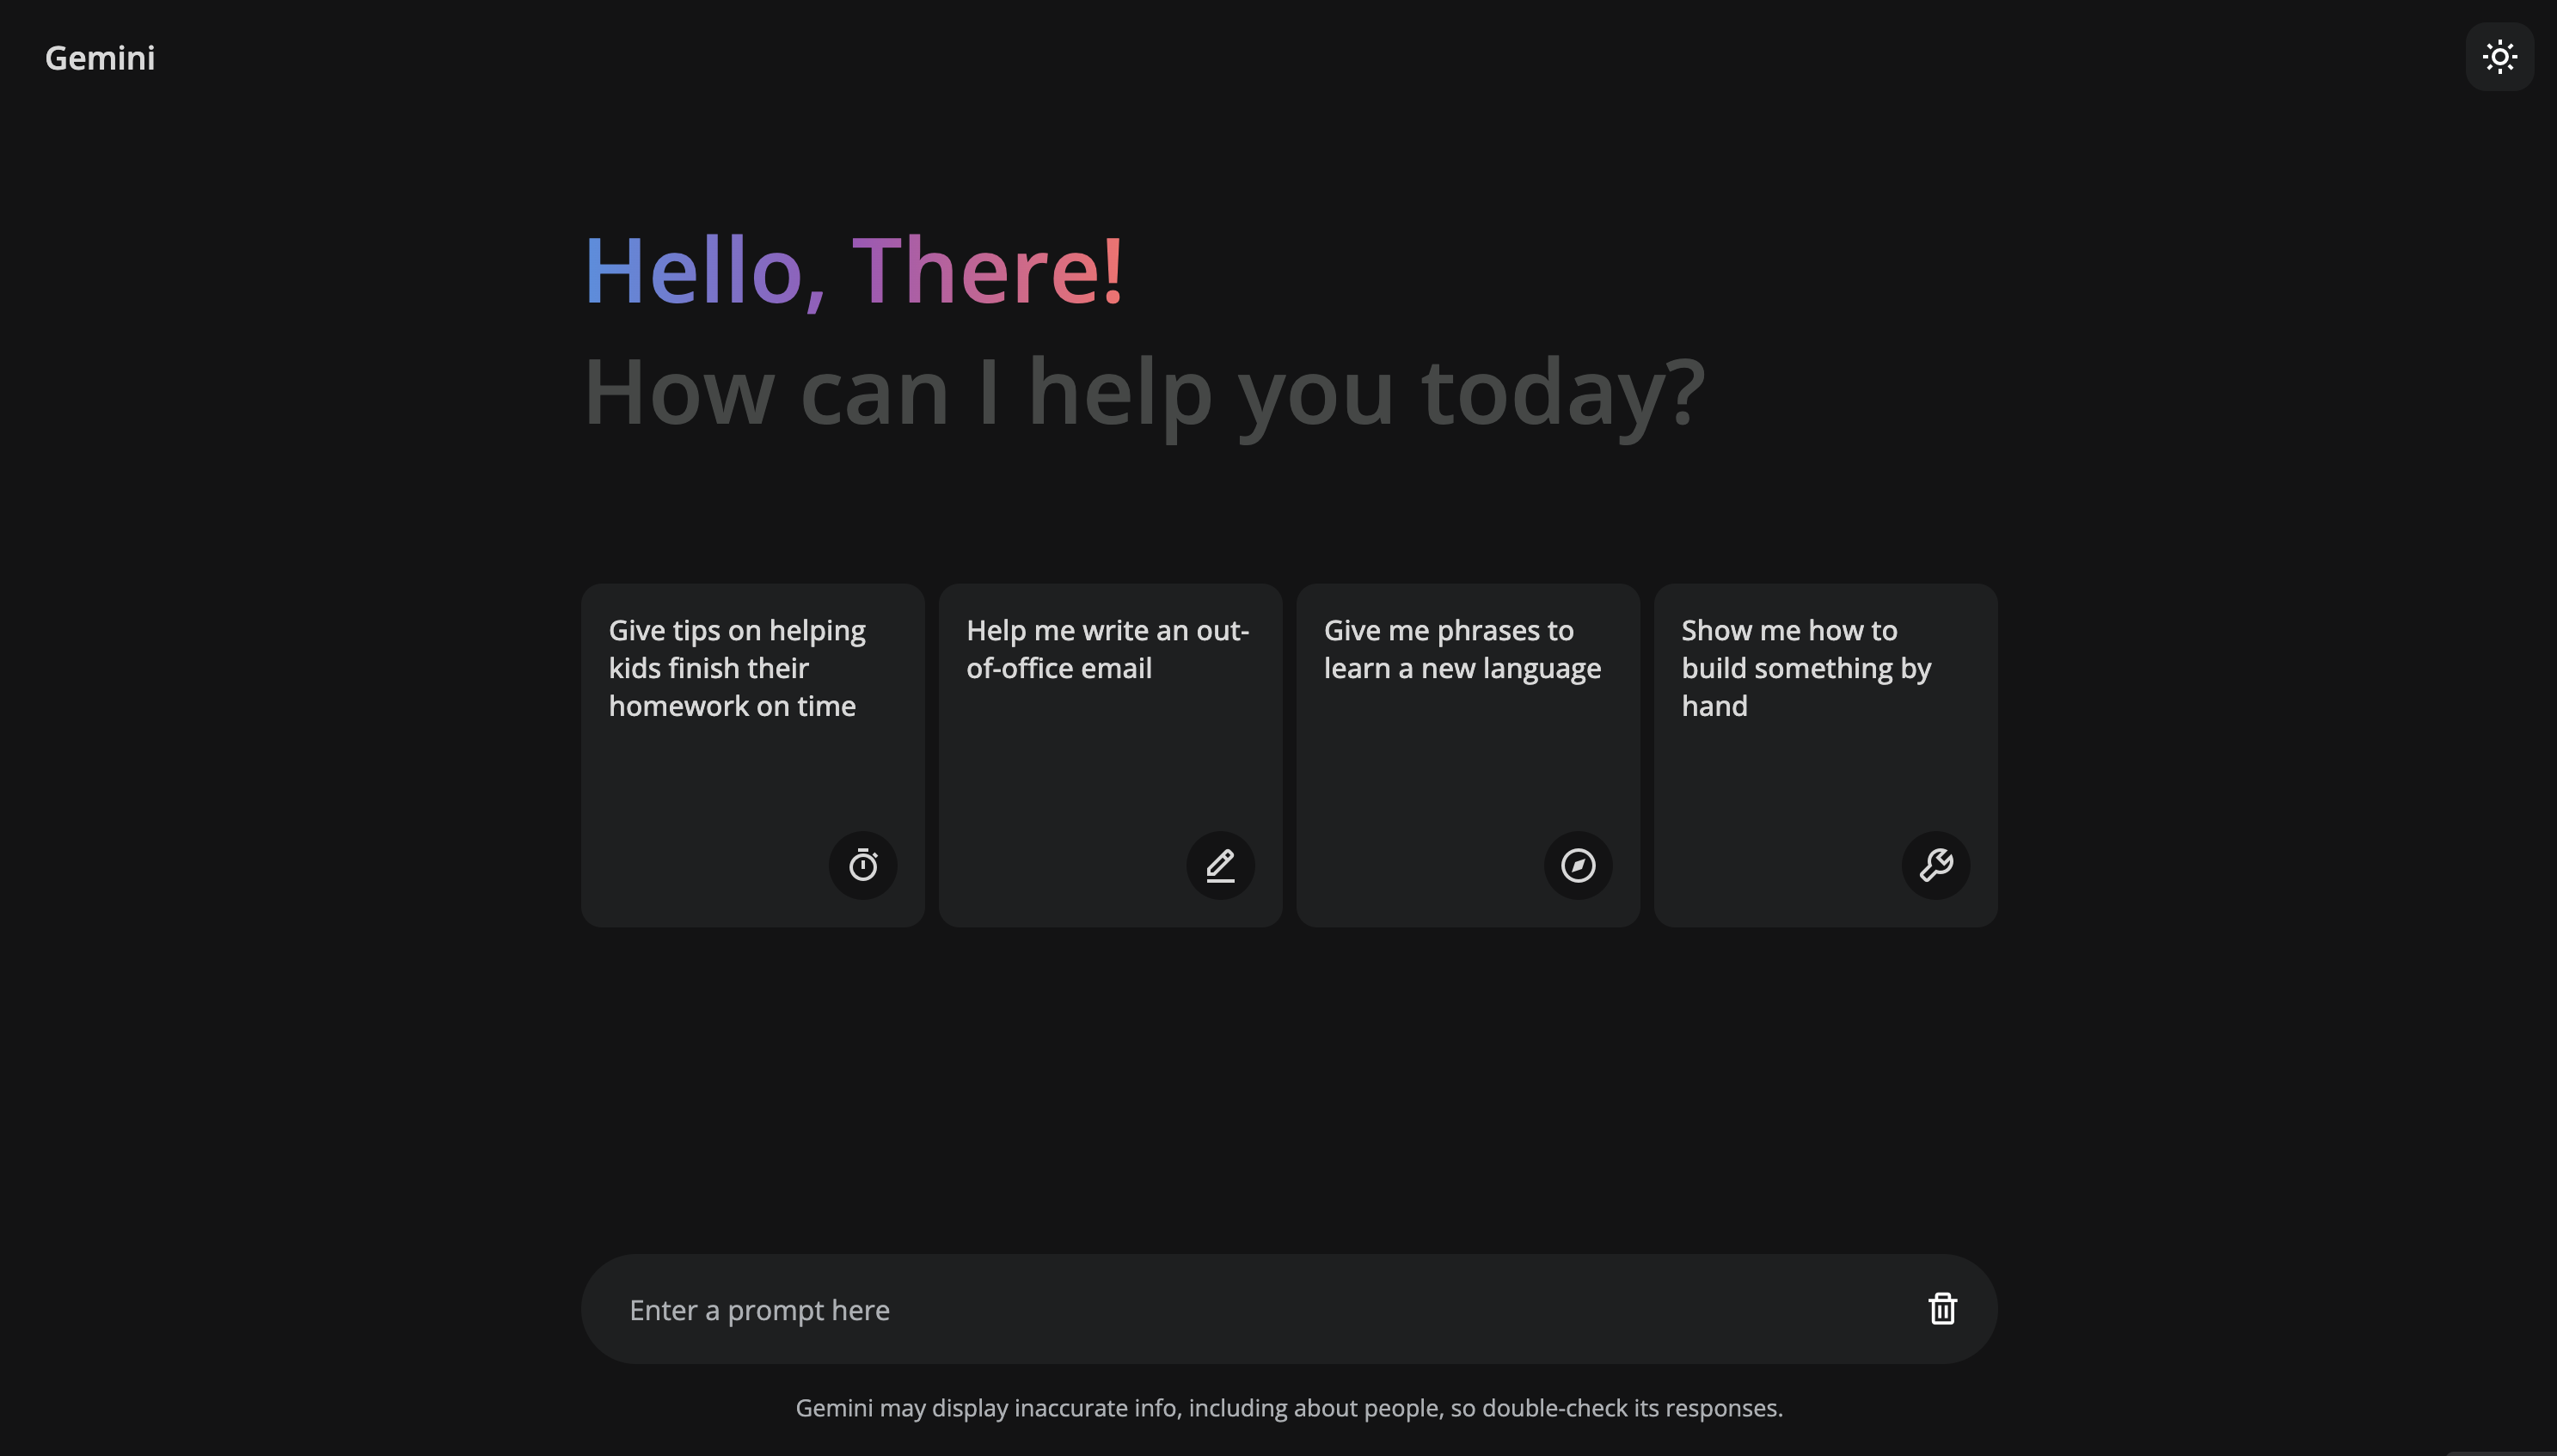 Gemini
Hello, There!
How can I help you today?
Give tips on helping
kids finish their
homework on time
Help me write an out-
of-office email
Give me phrases to
learn a new language
Show me how to
build something by
hand
Enter a prompt here
Gemini may display inaccurate info, including about people, so double-check its responses.